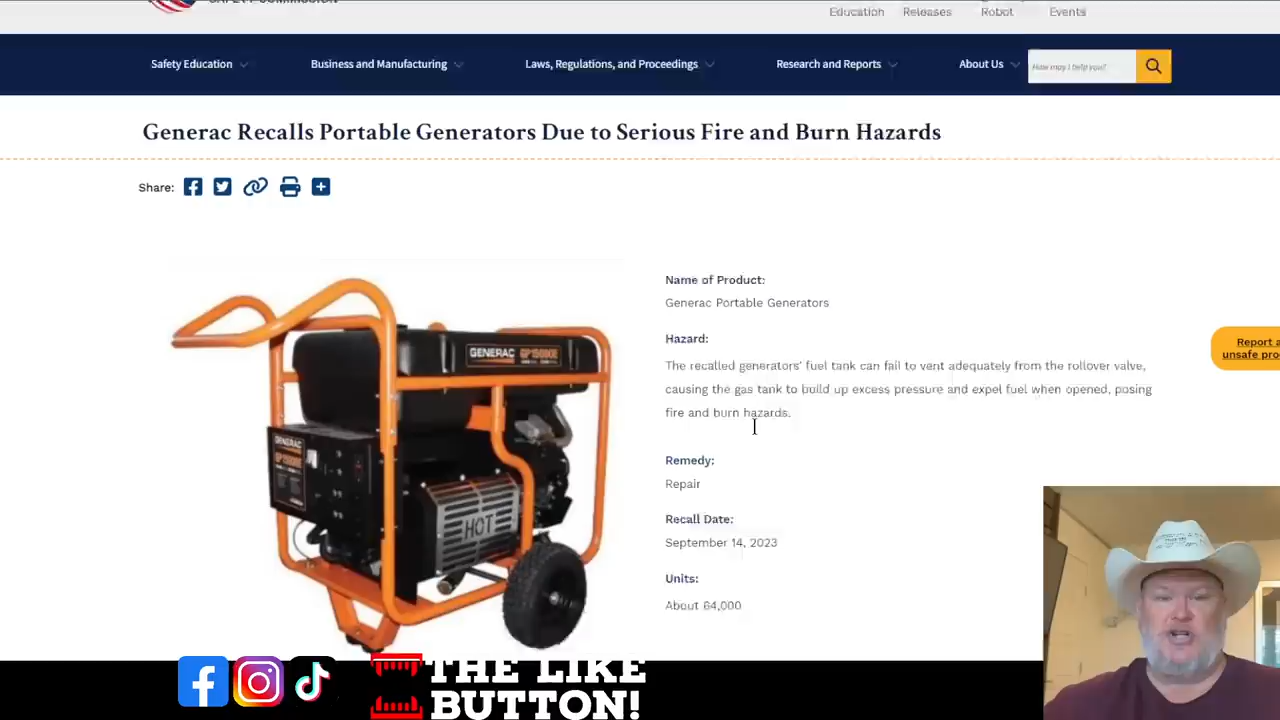 Education
Releases
Robot
Events
Safety Education
Business and Manufacturing
Laws, Regulations, and Proceedings
Research and Reports
About Us
How may I help you?
Generac Recalls Portable Generators Due to Serious Fire and Burn Hazards
Share:
Name of Product:
Generac Portable Generators
Hazard:
The recalled generators' fuel tank can fail to vent adequately from the rollover valve,
causing the gas tank to build up excess pressure and expel fuel when opened, posing
fire and burn hazards.
Report a
unsafe pro
Remedy:
Repair
Recall Date:
September 14, 2023
Units:
About 64,000
GENERAC
GENERAC
HOT
THE LIKE
BUTTON!